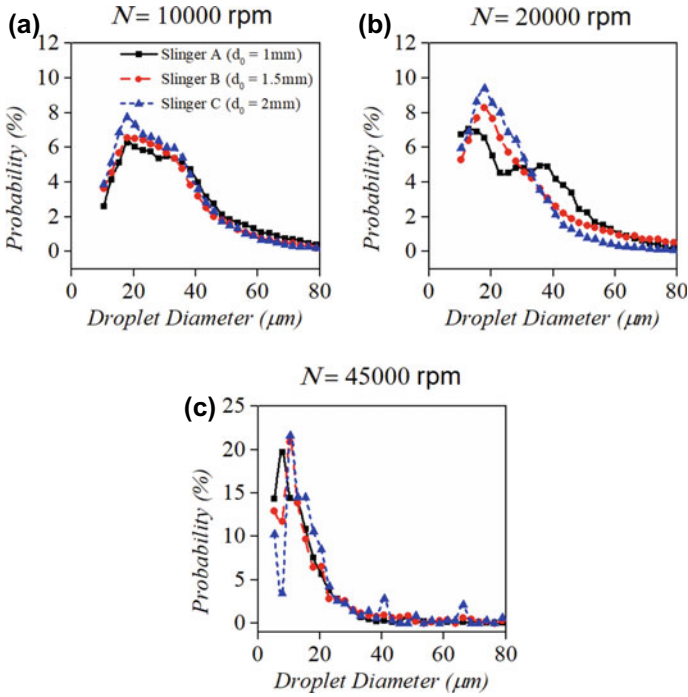 (a)
N = 10000 rpm
12
10
8
6
4
2
0
Probability (%)
Slinger A (d₀ = 1mm)
Slinger B (d₀ = 1.5mm)
Slinger C (d₀ = 2mm)
0 20 40 60 80
Droplet Diameter (μm)
(b)
N = 20000 rpm
12
10
8
6
4
2
0
Probability (%)
0 20 40 60 80
Droplet Diameter (μm)
(c)
N = 45000 rpm
25
20
15
10
5
0
Probability (%)
0 20 40 60 80
Droplet Diameter (μm)